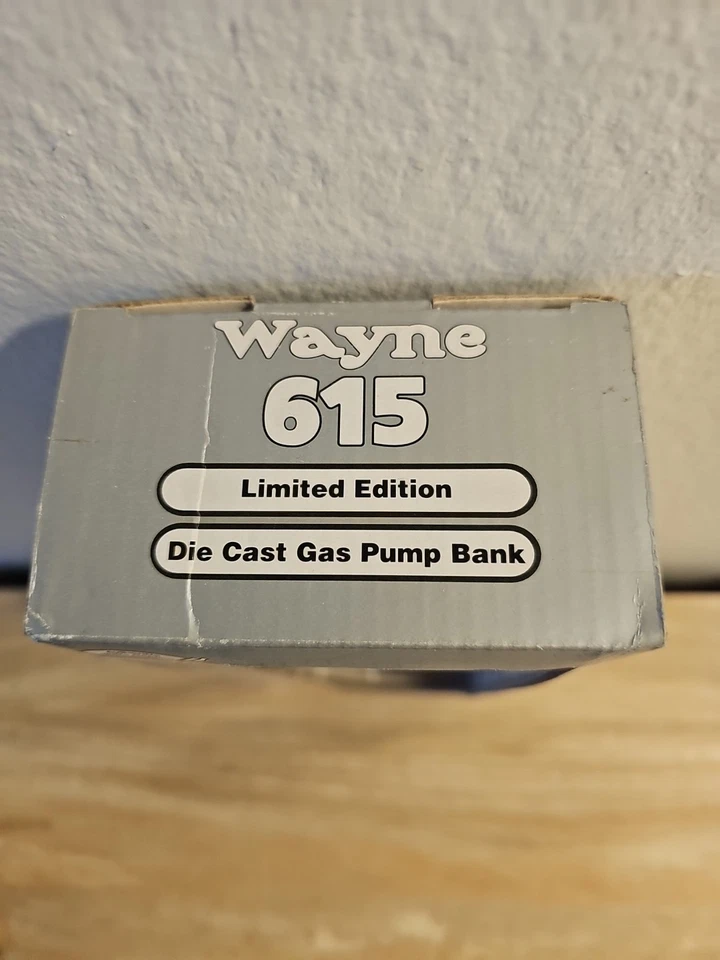 Wayne
615
Limited Edition
Die Cast Gas Pump Bank